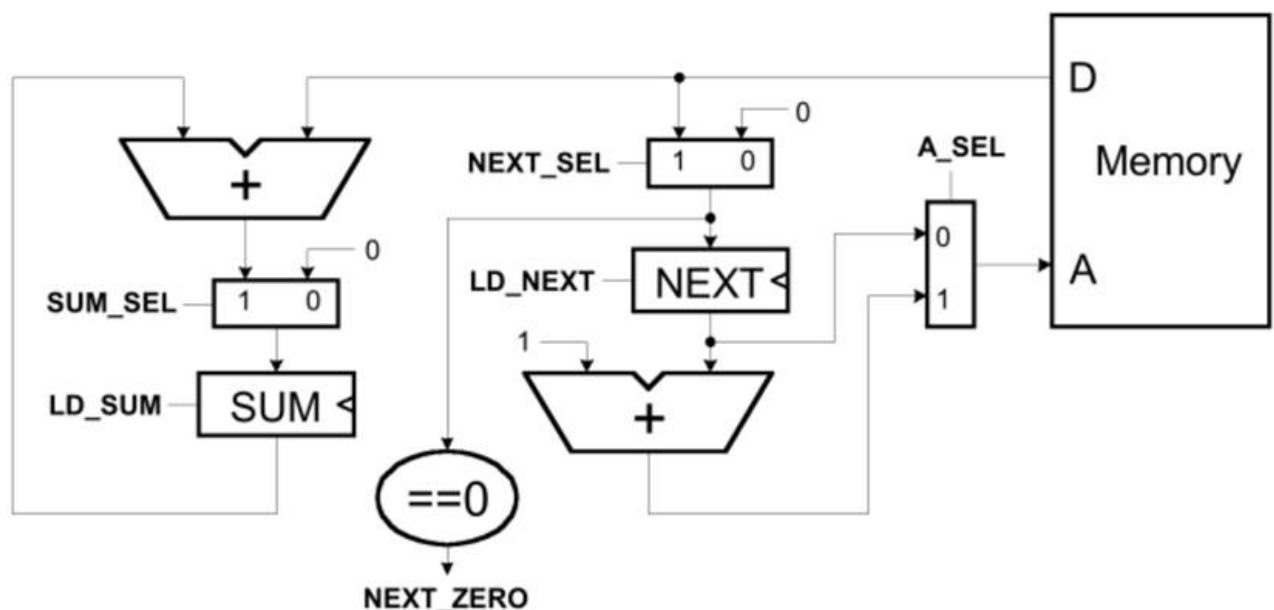 D
0
NEXT_SEL
1 0
A_SEL
Memory
+
0
0
LD_NEXT
NEXT
A
SUM_SEL
1 0
1
1
LD_SUM
SUM
+
==0
NEXT_ZERO